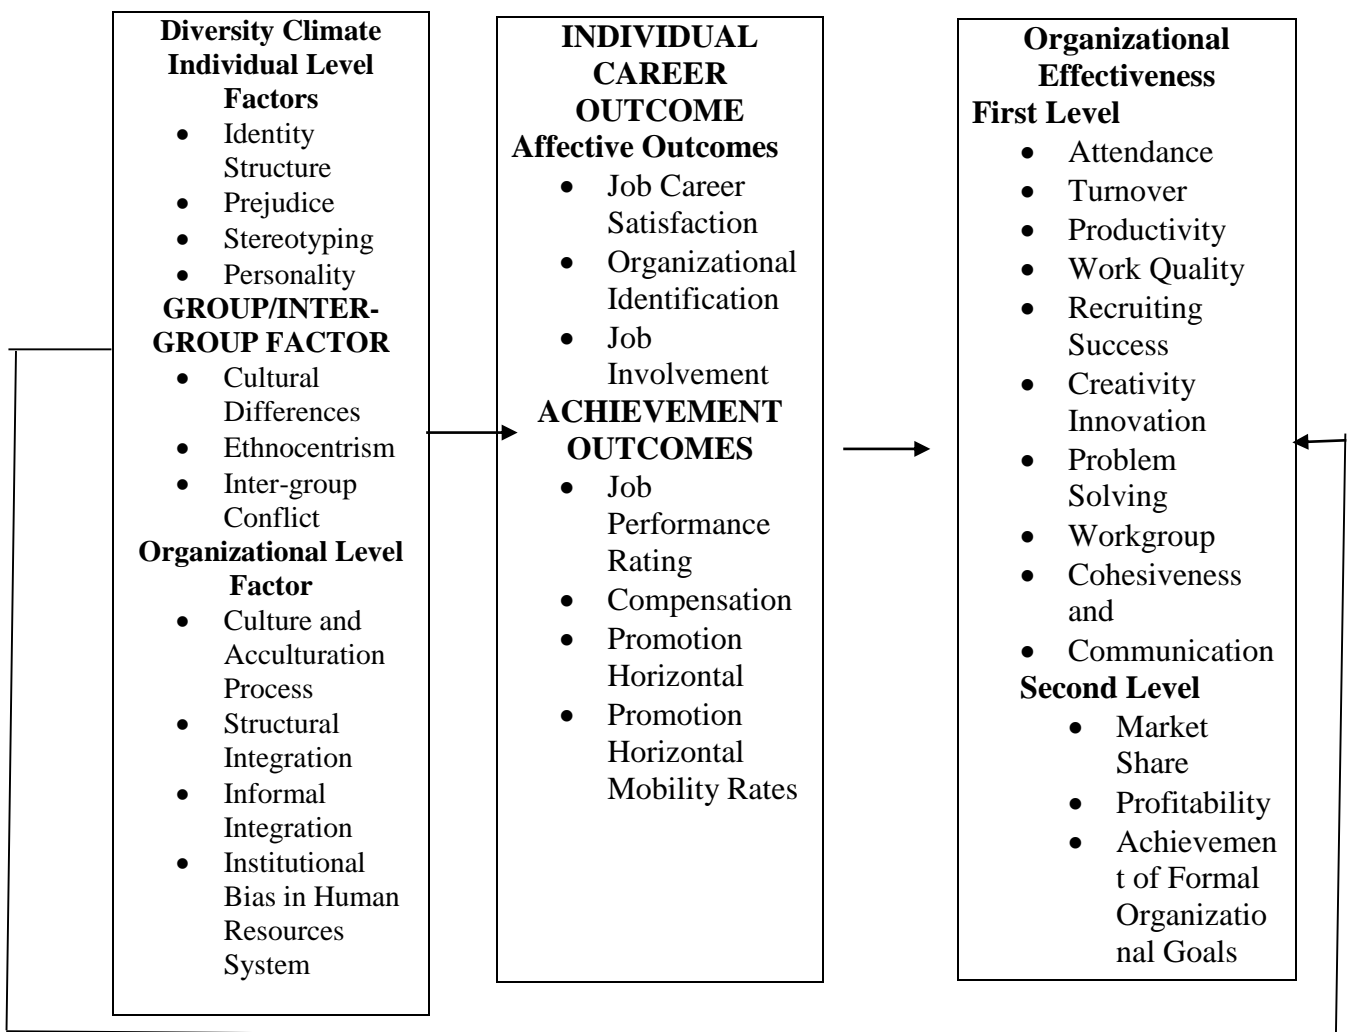 Diversity Climate
Individual Level
Factors
• Identity
Structure
• Prejudice
• Stereotyping
• Personality
GROUP/INTER-
GROUP FACTOR
• Cultural
Differences
• Ethnocentrism
• Inter-group
Conflict
Organizational Level
Factor
• Culture and
Acculturation
Process
• Structural
Integration
• Informal
Integration
• Institutional
Bias in Human
Resources
System
INDIVIDUAL
CAREER
OUTCOME
Affective Outcomes
• Job Career
Satisfaction
• Organizational
Identification
• Job
Involvement
ACHIEVEMENT
OUTCOMES
• Job
Performance
Rating
• Compensation
• Promotion
Horizontal
• Promotion
Horizontal
Mobility Rates
Organizational
Effectiveness
First Level
• Attendance
• Turnover
• Productivity
• Work Quality
• Recruiting
Success
• Creativity
Innovation
• Problem
Solving
• Workgroup
• Cohesiveness
and
• Communication
Second Level
• Market
Share
• Profitability
• Achievemen
t of Formal
Organizatio
nal Goals